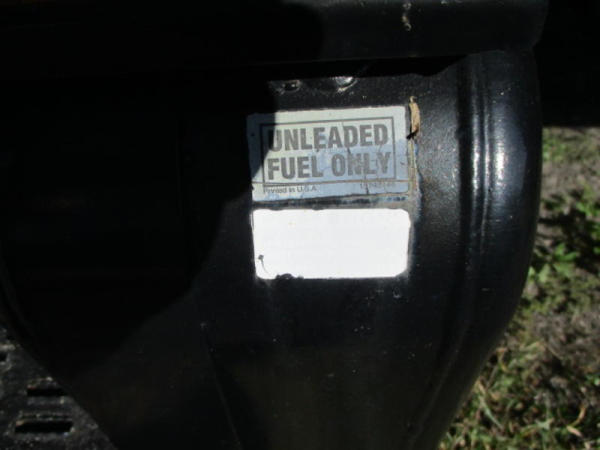 UNLEADED
FUEL ONLY
Printed in U.S.A.